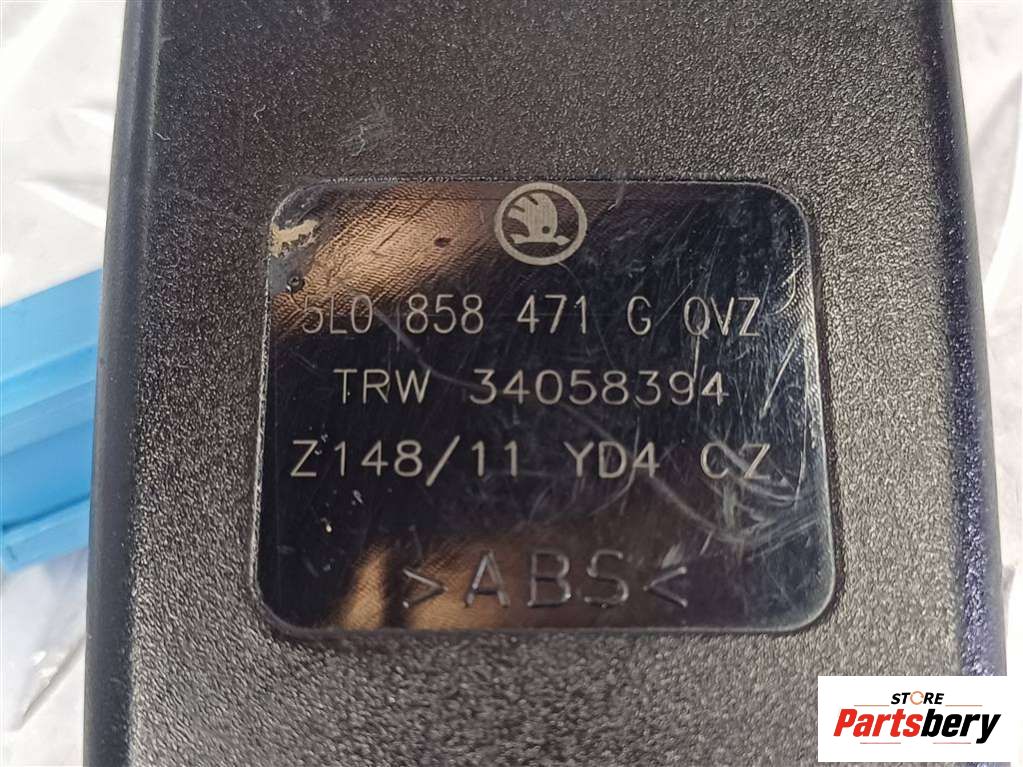 5L0 858 471 G QVZ
TRW 34058394
Z148/11 YD4 CZ
>ABS<
STORE
Partsbery